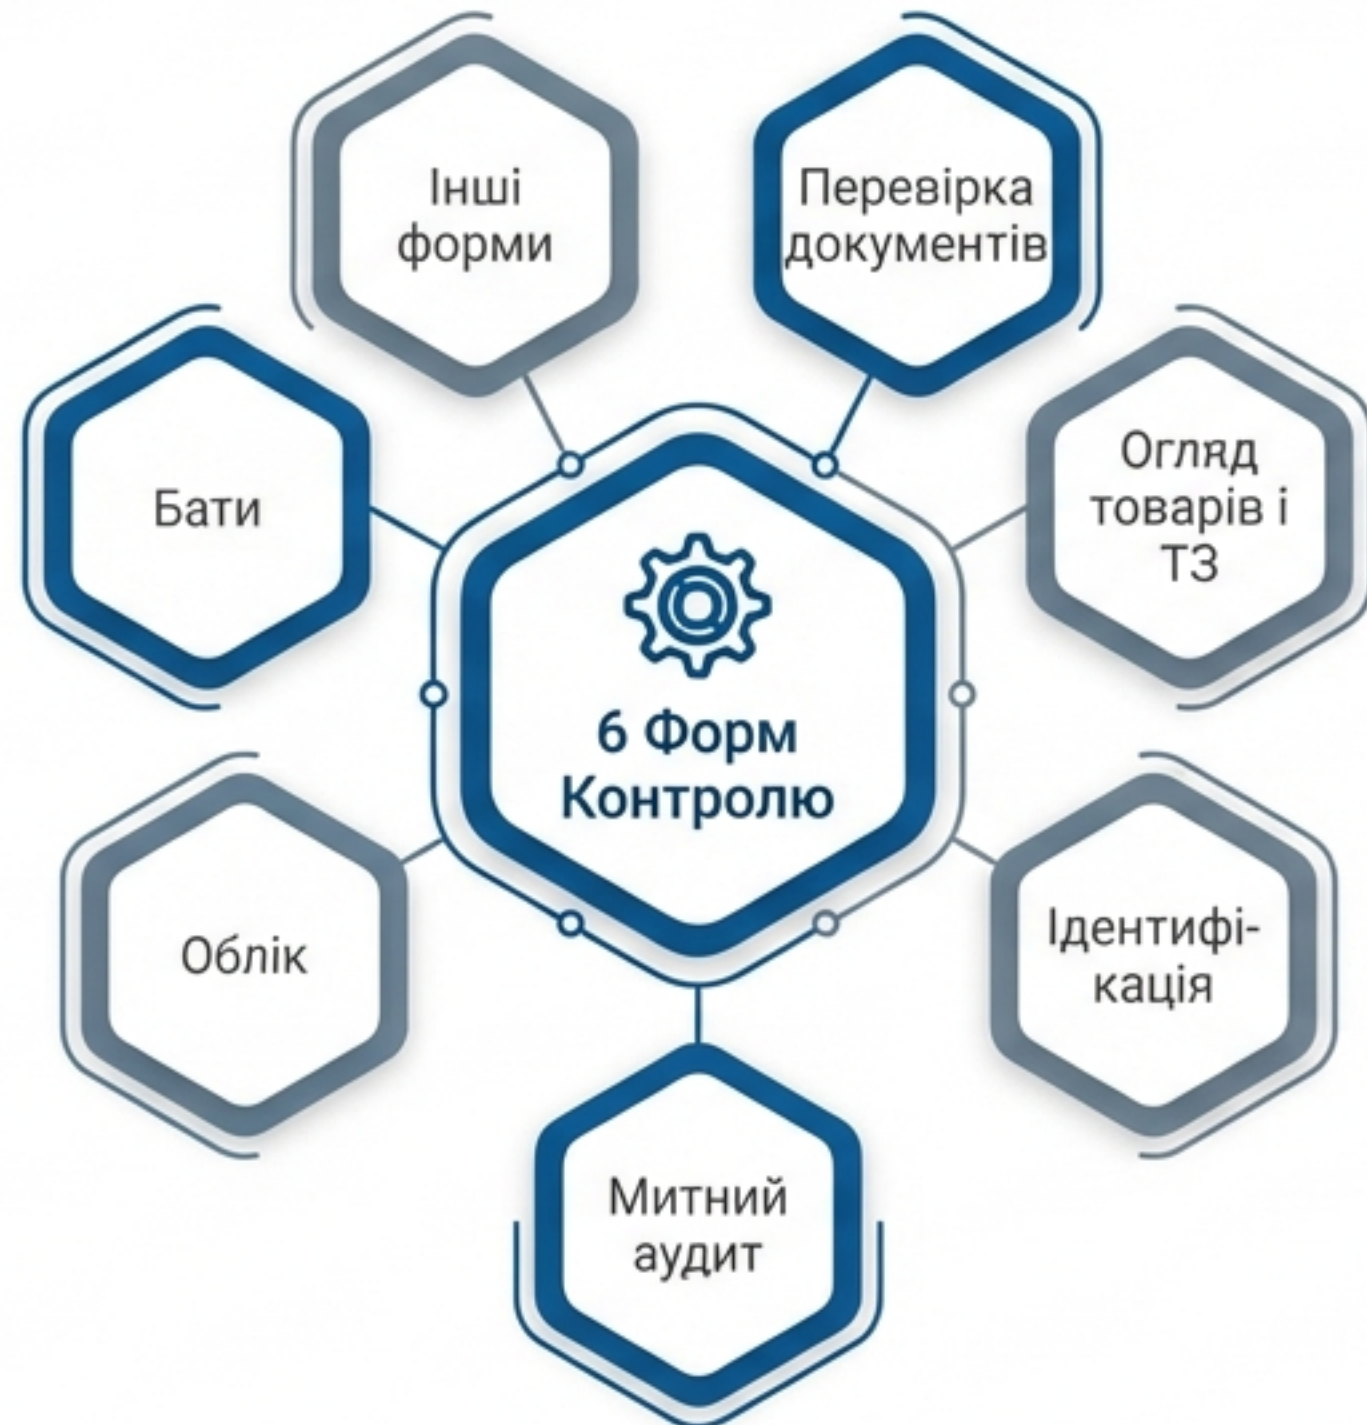 Інші
форми
Перевірка
документів
Бати
Огляд
товарів і
ТЗ
6 Форм
Контролю
Облік
Ідентифі-
кація
Митний
аудит